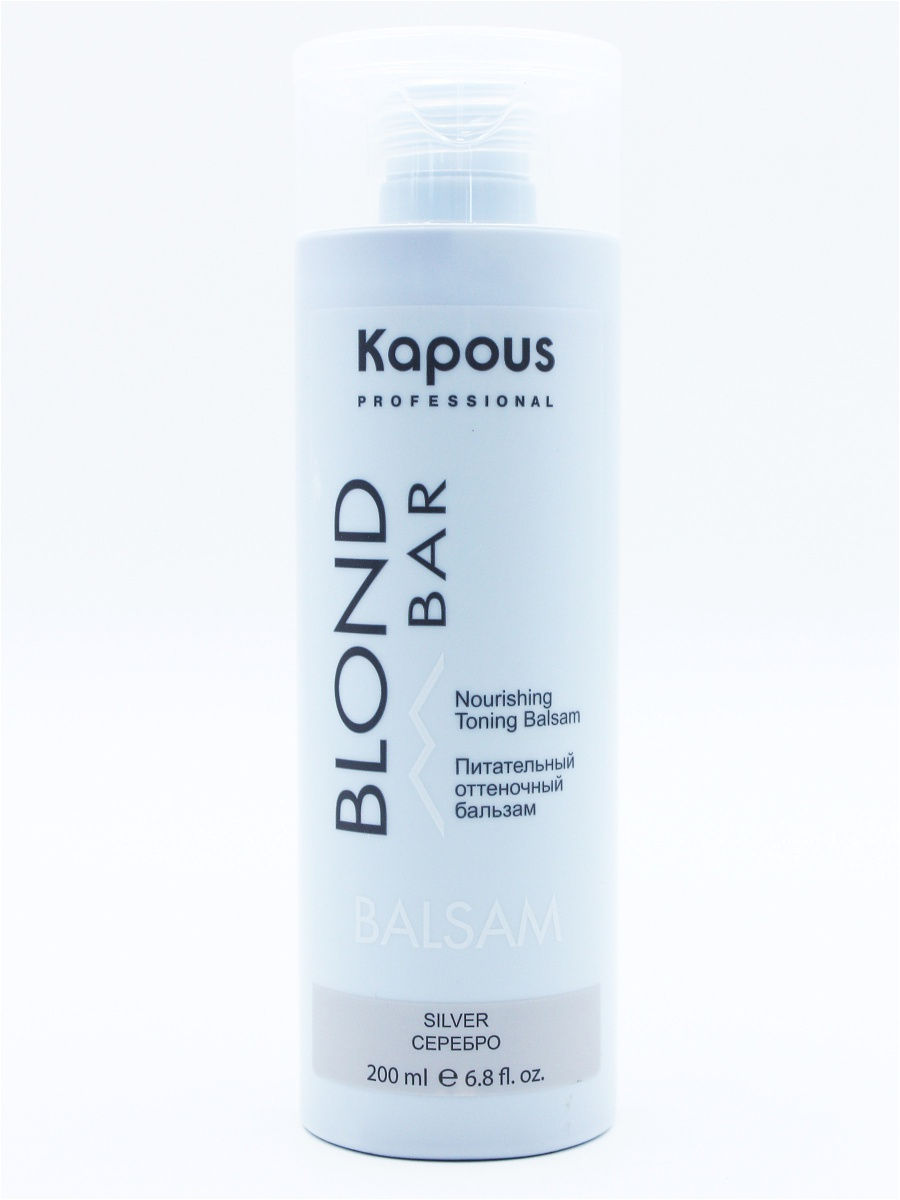 Kapous
PROFESSIONAL
BLOND
BAR
Nourishing
Toning Balsam
Питательный
оттеночный
бальзам
BALSAM
SILVER
СЕРЕБРО
200 ml ℮ 6.8 fl. oz.